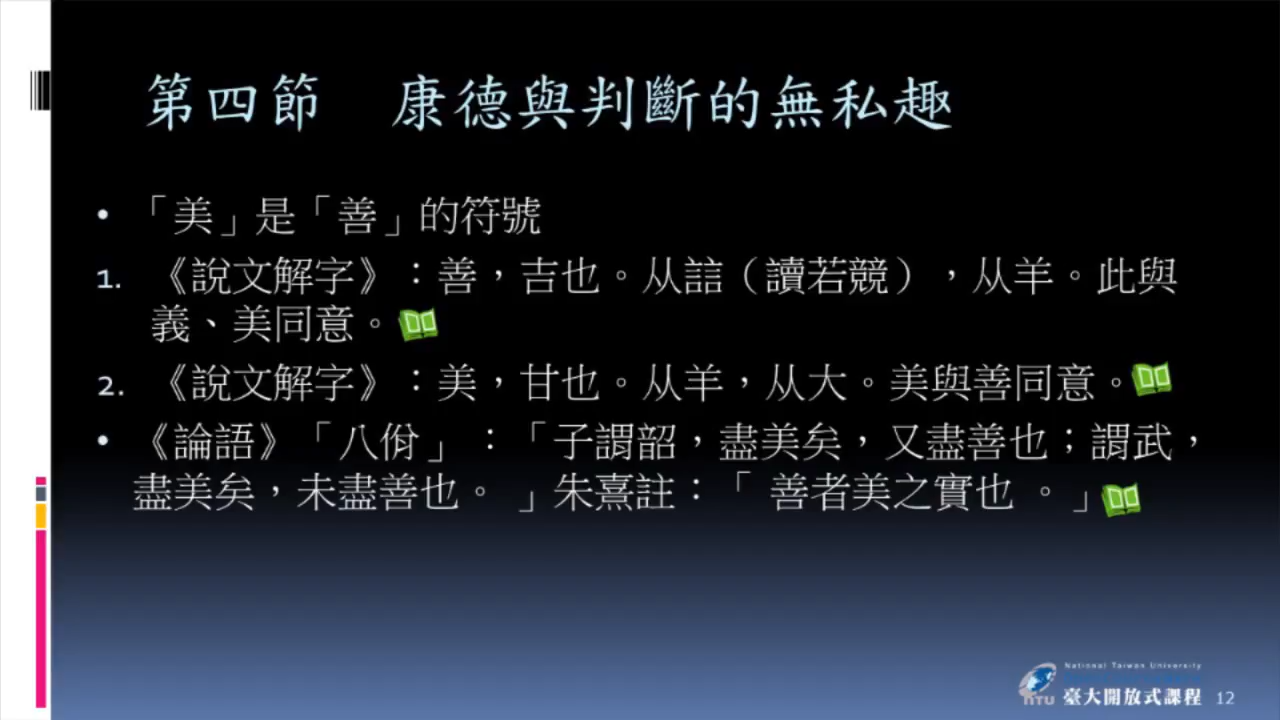 第四節　康德與判斷的無私趣
• 「美」是「善」的符號
1. 《說文解字》：善，吉也。从誩（讀若競），从羊。此與
義、美同意。
2. 《說文解字》：美，甘也。从羊，从大。美與善同意。
• 《論語》「八佾」：「子謂韶，盡美矣，又盡善也；謂武，
盡美矣，未盡善也。」朱熹註：「 善者美之實也 。」
National Taiwan University
NTU 臺大開放式課程 12